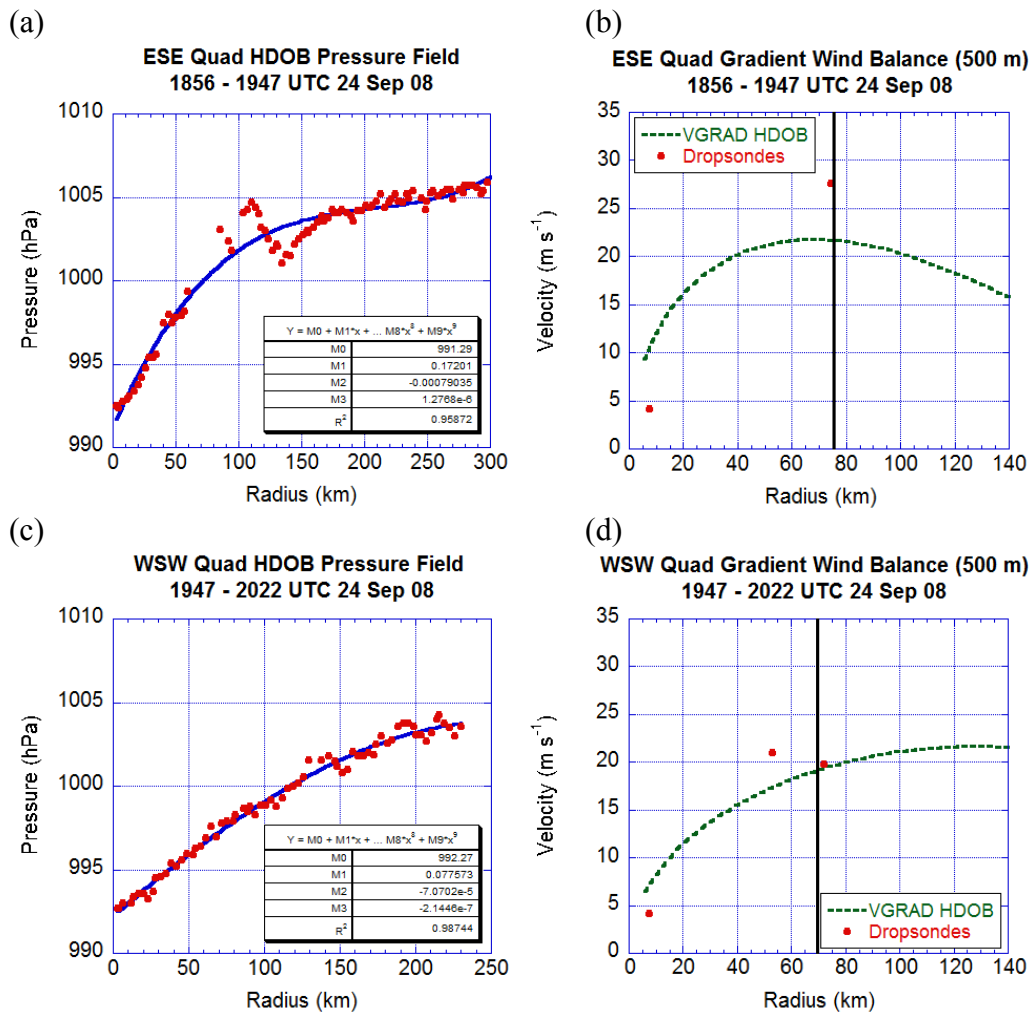 (a)
ESE Quad HDOB Pressure Field
1856 - 1947 UTC 24 Sep 08
Pressure (hPa)
1010
1005
1000
995
990
Y = M0 + M1*x + ... M8*x⁸ + M9*x⁹
M0 991.29
M1 0.17201
M2 -0.00079035
M3 1.2768e-6
R² 0.95872
0 50 100 150 200 250 300
Radius (km)
(b)
ESE Quad Gradient Wind Balance (500 m)
1856 - 1947 UTC 24 Sep 08
Velocity (m s⁻¹)
35
30
25
20
15
10
5
0
VGRAD HDOB
Dropsondes
0 20 40 60 80 100 120 140
Radius (km)
(c)
WSW Quad HDOB Pressure Field
1947 - 2022 UTC 24 Sep 08
Pressure (hPa)
1010
1005
1000
995
990
Y = M0 + M1*x + ... M8*x⁸ + M9*x⁹
M0 992.27
M1 0.077573
M2 -7.0702e-5
M3 -2.1446e-7
R² 0.98744
0 50 100 150 200 250
Radius (km)
(d)
WSW Quad Gradient Wind Balance (500 m)
1947 - 2022 UTC 24 Sep 08
Velocity (m s⁻¹)
35
30
25
20
15
10
5
0
VGRAD HDOB
Dropsondes
0 20 40 60 80 100 120 140
Radius (km)